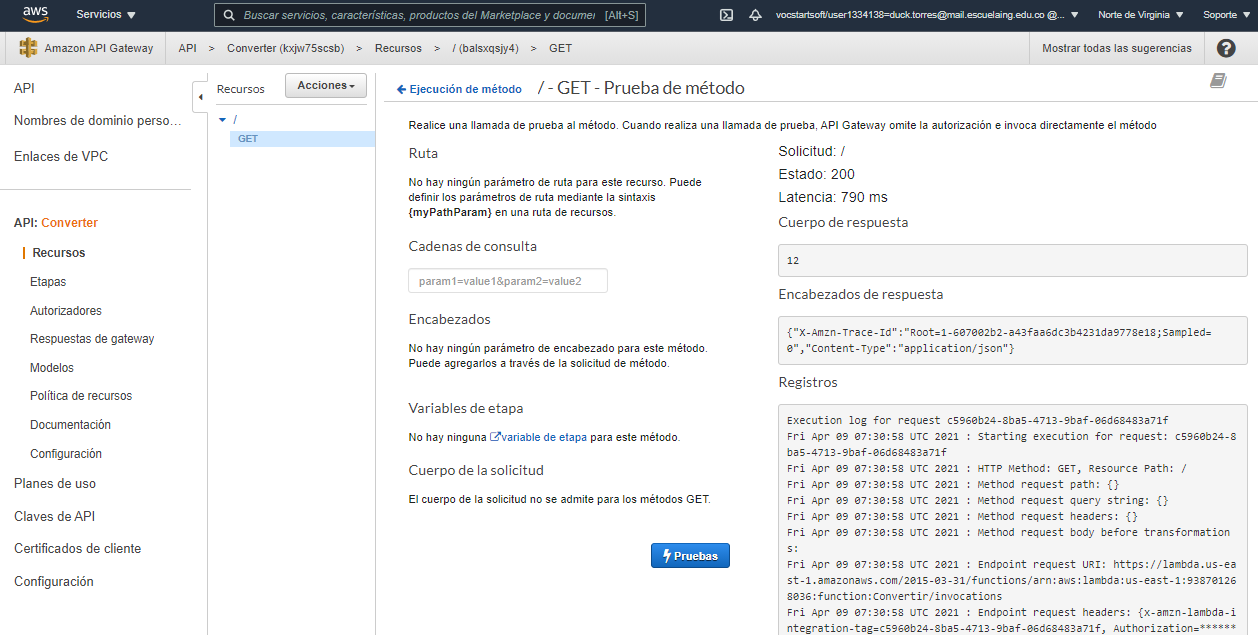 aws
Servicios ▼
Buscar servicios, características, productos del Marketplace y documer [Alt+S]
vocstartsoft/user1334138=duck.torres@mail.escuelaing.edu.co @... ▼
Norte de Virginia ▼
Soporte ▼
Amazon API Gateway
API > Converter (kxjw75scsb) > Recursos > / (balsxqsjy4) > GET
Mostrar todas las sugerencias
?
API
Nombres de dominio perso...
Enlaces de VPC
API: Converter
Recursos
Etapas
Autorizadores
Respuestas de gateway
Modelos
Política de recursos
Documentación
Configuración
Planes de uso
Claves de API
Certificados de cliente
Configuración
Recursos
Acciones
/
GET
Ejecución de método
/ - GET - Prueba de método
Realice una llamada de prueba al método. Cuando realiza una llamada de prueba, API Gateway omite la autorización e invoca directamente el método
Ruta
No hay ningún parámetro de ruta para este recurso. Puede
definir los parámetros de ruta mediante la sintaxis
{myPathParam} en una ruta de recursos.
Cadenas de consulta
param1=value1&param2=value2
Encabezados
No hay ningún parámetro de encabezado para este método.
Puede agregarlos a través de la solicitud de método.
Variables de etapa
No hay ninguna variable de etapa para este método.
Cuerpo de la solicitud
El cuerpo de la solicitud no se admite para los métodos GET.
Pruebas
Solicitud: /
Estado: 200
Latencia: 790 ms
Cuerpo de respuesta
12
Encabezados de respuesta
{"X-Amzn-Trace-Id":"Root=1-607002b2-a43faa6dc3b4231da9778e18;Sampled=
0","Content-Type":"application/json"}
Registros
Execution log for request c5960b24-8ba5-4713-9baf-06d68483a71f
Fri Apr 09 07:30:58 UTC 2021 : Starting execution for request: c5960b24-8
ba5-4713-9baf-06d68483a71f
Fri Apr 09 07:30:58 UTC 2021 : HTTP Method: GET, Resource Path: /
Fri Apr 09 07:30:58 UTC 2021 : Method request path: {}
Fri Apr 09 07:30:58 UTC 2021 : Method request query string: {}
Fri Apr 09 07:30:58 UTC 2021 : Method request headers: {}
Fri Apr 09 07:30:58 UTC 2021 : Method request body before transformation
s:
Fri Apr 09 07:30:58 UTC 2021 : Endpoint request URI: https://lambda.us-ea
st-1.amazonaws.com/2015-03-31/functions/arn:aws:lambda:us-east-1:93870126
8036:function:Convertir/invocations
Fri Apr 09 07:30:58 UTC 2021 : Endpoint request headers: {x-amzn-lambda-i
ntegration-tag=c5960b24-8ba5-4713-9baf-06d68483a71f, Authorization=******